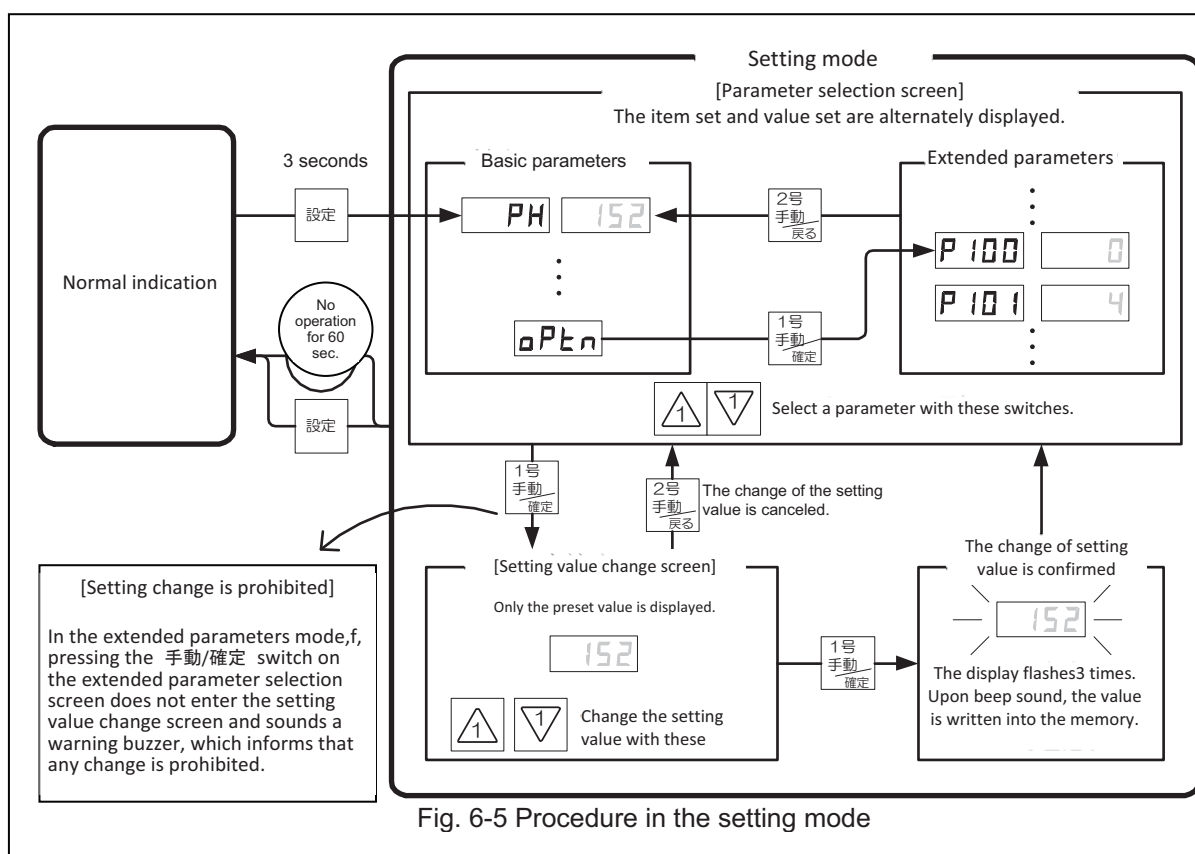 Setting mode
[Parameter selection screen]
The item set and value set are alternately displayed.
Normal indication
3 seconds
設定
No
operation
for 60
sec.
設定
Basic parameters
PH 152
oPtn
2号
手動/戻る
1号
手動/確定
Extended parameters
P100 0
P101 4
1 1
Select a parameter with these switches.
1号
手動/確定
2号
手動/戻る
The change of the setting
value is canceled.
[Setting change is prohibited]
In the extended parameters mode,f,
pressing the 手動/確定 switch on
the extended parameter selection
screen does not enter the setting
value change screen and sounds a
warning buzzer, which informs that
any change is prohibited.
[Setting value change screen]
Only the preset value is displayed.
152
1 1
Change the setting
value with these
1号
手動/確定
The change of setting
value is confirmed
152
The display flashes3 times.
Upon beep sound, the value
is written into the memory.
Fig. 6-5 Procedure in the setting mode